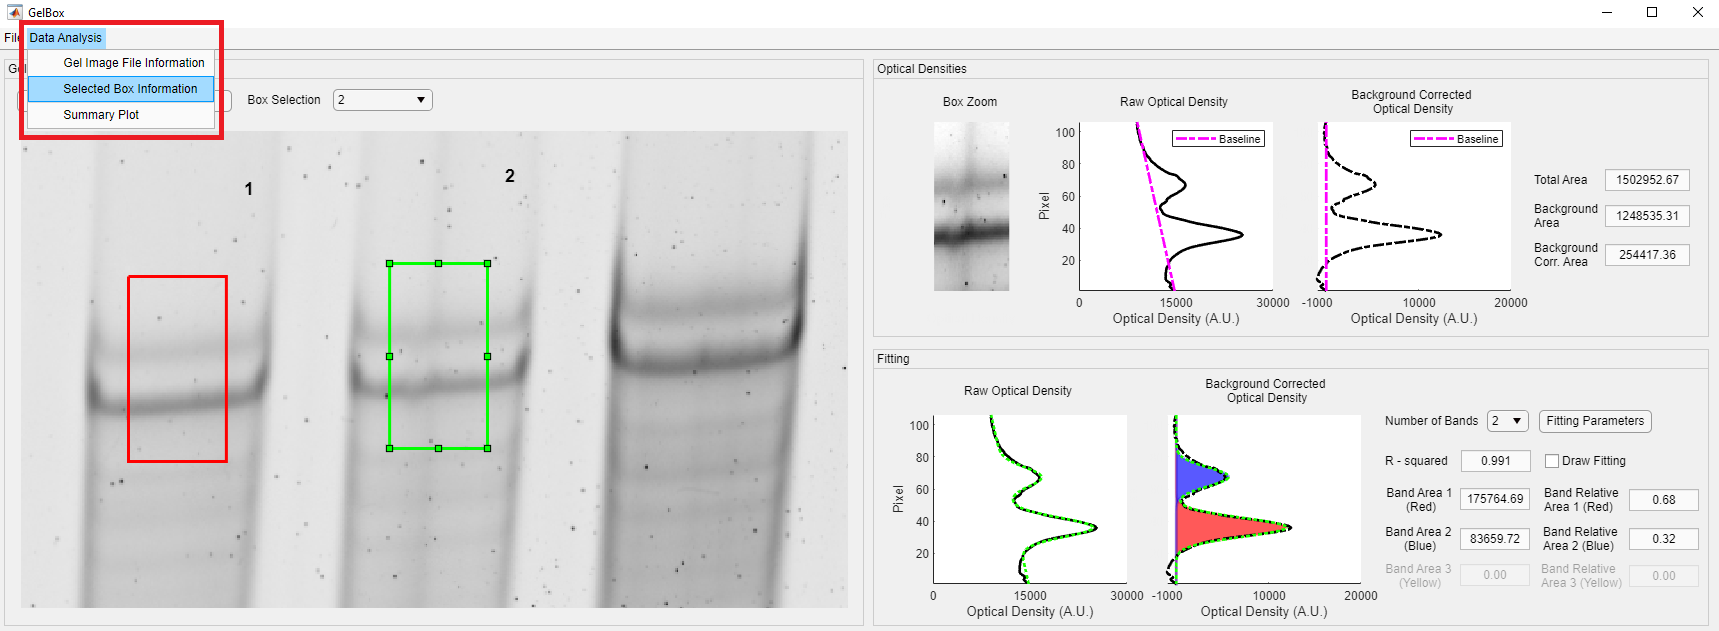 GelBox
File Data Analysis
Gel Image File Information
Selected Box Information
Summary Plot
Box Selection 2
1
2
Optical Densities
Box Zoom
Raw Optical Density
Baseline
100
80
60
40
20
Pixel
0 15000 30000
Optical Density (A.U.)
Background Corrected
Optical Density
Baseline
-1000 10000 20000
Optical Density (A.U.)
Total Area 1502952.67
Background
Area
1248535.31
Background
Corr. Area
254417.36
Fitting
Raw Optical Density
100
80
60
40
20
Pixel
0 15000 30000
Optical Density (A.U.)
Background Corrected
Optical Density
-1000 10000 20000
Optical Density (A.U.)
Number of Bands 2 Fitting Parameters
R - squared 0.991 Draw Fitting
Band Area 1
(Red)
175764.69
Band Relative
Area 1 (Red)
0.68
Band Area 2
(Blue)
83659.72
Band Relative
Area 2 (Blue)
0.32
Band Area 3
(Yellow)
0.00
Band Relative
Area 3 (Yellow)
0.00